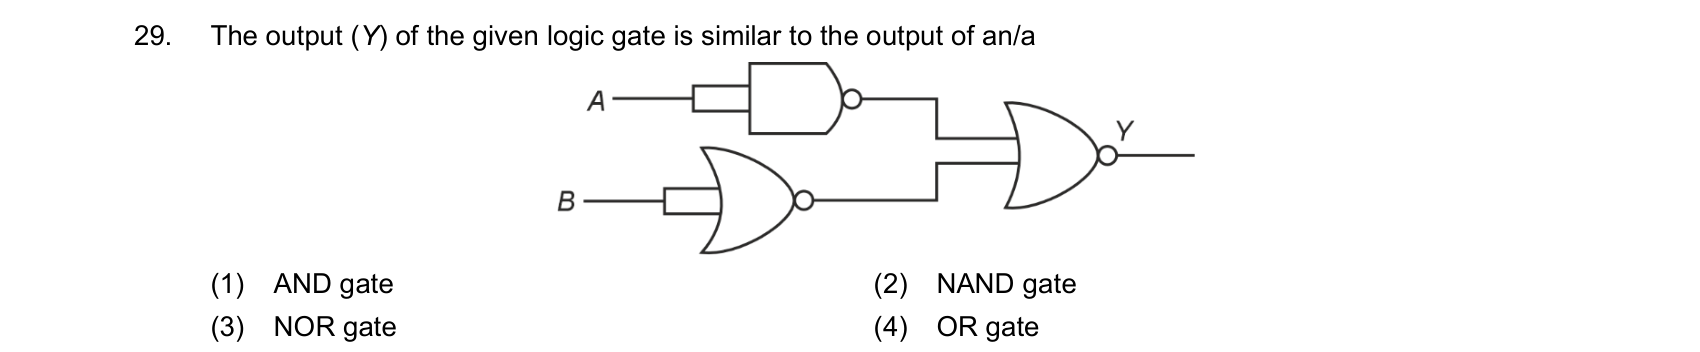 29. The output (Y) of the given logic gate is similar to the output of an/a
A
Y
B
(1) AND gate (2) NAND gate
(3) NOR gate (4) OR gate